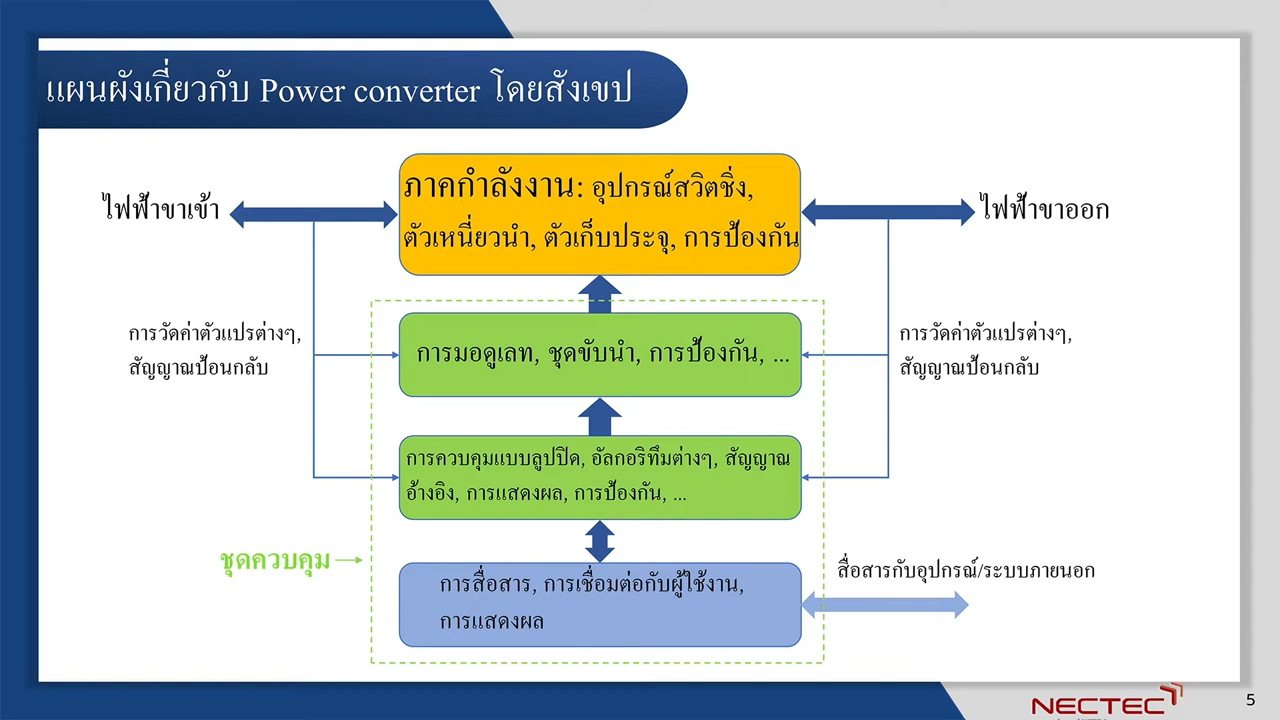 แผนผังเกี่ยวกับ Power converter โดยสังเขป
ภาคกำลังงาน: อุปกรณ์สวิตชิ่ง,
ตัวเหนี่ยวนำ, ตัวเก็บประจุ, การป้องกัน
ไฟฟ้าขาเข้า
ไฟฟ้าขาออก
การวัดค่าตัวแปรต่างๆ,
สัญญาณป้อนกลับ
การมอดูเลท, ชุดขับนำ, การป้องกัน, ...
การวัดค่าตัวแปรต่างๆ,
สัญญาณป้อนกลับ
การควบคุมแบบลูปปิด, อัลกอริทึมต่างๆ, สัญญาณ
อ้างอิง, การแสดงผล, การป้องกัน, ...
ชุดควบคุม
การสื่อสาร, การเชื่อมต่อกับผู้ใช้งาน,
การแสดงผล
สื่อสารกับอุปกรณ์/ระบบภายนอก
NECTEC
5